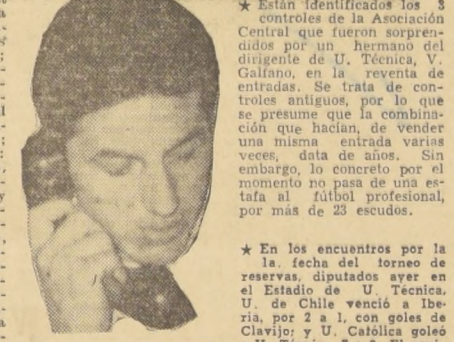 ★ Están identificados los 3
controles de la Asociación
Central que fueron sorpren-
didos por un hermano del
dirigente de U. Técnica, V.
Galfano, en la reventa de
entradas. Se trata de con-
troles antiguos, por lo que
se presume que la combina-
ción que hacían, de vender
una misma entrada varias
veces, data de años. Sin
embargo, lo concreto por el
momento no pasa de una es-
tafa al fútbol profesional,
por más de 23 escudos.
★ En los encuentros por la
1a. fecha del torneo de
reservas, diputados ayer en
el Estadio de U. Técnica,
U. de Chile venció a Ibe-
ria, por 2 a 1, con goles de
Clavijo; y U. Católica goleó